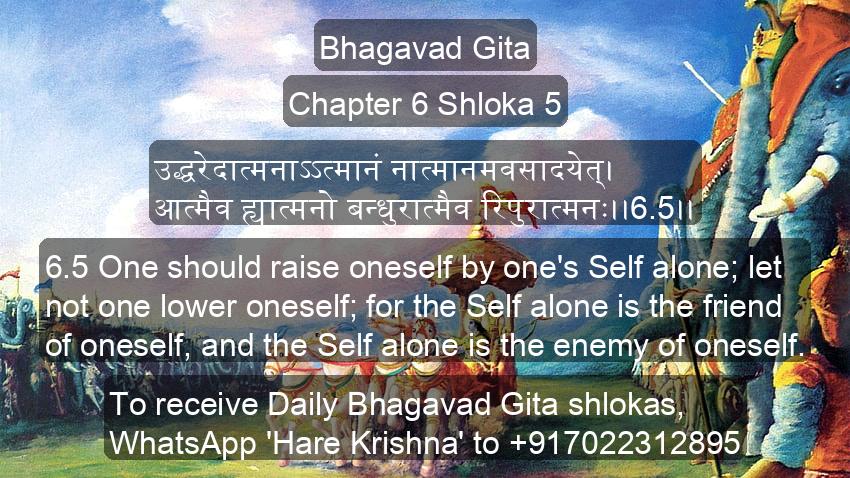 Bhagavad Gita
Chapter 6 Shloka 5
उद्धरेदात्मनाऽऽत्मानं नात्मानमवसादयेत्।
आत्मैव ह्यात्मनो बन्धुरात्मैव रिपुरात्मनः।।6.5।।
6.5 One should raise oneself by one's Self alone; let
not one lower oneself; for the Self alone is the friend
of oneself, and the Self alone is the enemy of oneself.
To receive Daily Bhagavad Gita shlokas,
WhatsApp 'Hare Krishna' to +917022312895